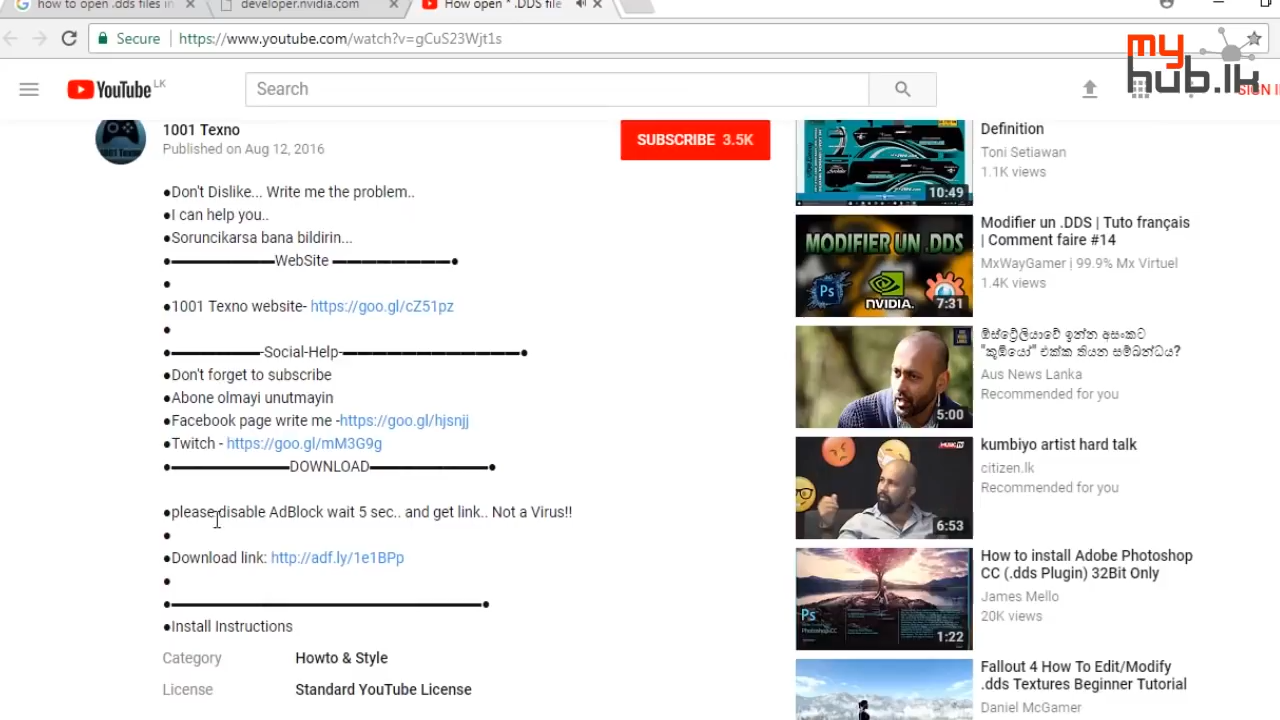 how to open .dds files in
developer.nvidia.com
How open * .DDS file
Secure
https://www.youtube.com/watch?v=gCuS23Wjt1s
my
hub.lk
YouTube LK
Search
SIGN I
1001 Texno
Published on Aug 12, 2016
SUBSCRIBE 3.5K
●Don't Dislike... Write me the problem..
●I can help you..
●Soruncikarsa bana bildirin...
●▬▬▬▬▬▬▬WebSite ▬▬▬▬▬▬▬▬●
●
●1001 Texno website- https://goo.gl/cZ51pz
●
●▬▬▬▬▬▬-Social-Help-▬▬▬▬▬▬▬▬▬▬▬▬●
●Don't forget to subscribe
●Abone olmayi unutmayin
●Facebook page write me -https://goo.gl/hjsnjj
●Twitch - https://goo.gl/mM3G9g
●▬▬▬▬▬▬▬▬DOWNLOAD▬▬▬▬▬▬▬▬●
●please disable AdBlock wait 5 sec.. and get link.. Not a Virus!!
●
●Download link: http://adf.ly/1e1BPp
●
●▬▬▬▬▬▬▬▬▬▬▬▬▬▬▬▬▬▬▬▬▬●
●Install Instructions
Category Howto & Style
License Standard YouTube License
10:49
Definition
Toni Setiawan
1.1K views
MODIFIER UN .DDS
Ps
NVIDIA.
7:31
Modifier un .DDS | Tuto français
| Comment faire #14
MxWayGamer | 99.9% Mx Virtuel
1.4K views
5:00
ඕස්ට්‍රේලියාවේ ඉන්න අසංකට
"කුඹියෝ" එක්ක තියන සම්බන්ධය?
Aus News Lanka
Recommended for you
MUSIC TV
6:53
kumbiyo artist hard talk
citizen.lk
Recommended for you
Ps
1:22
How to install Adobe Photoshop
CC (.dds Plugin) 32Bit Only
James Mello
20K views
Fallout 4 How To Edit/Modify
.dds Textures Beginner Tutorial
Daniel McGamer